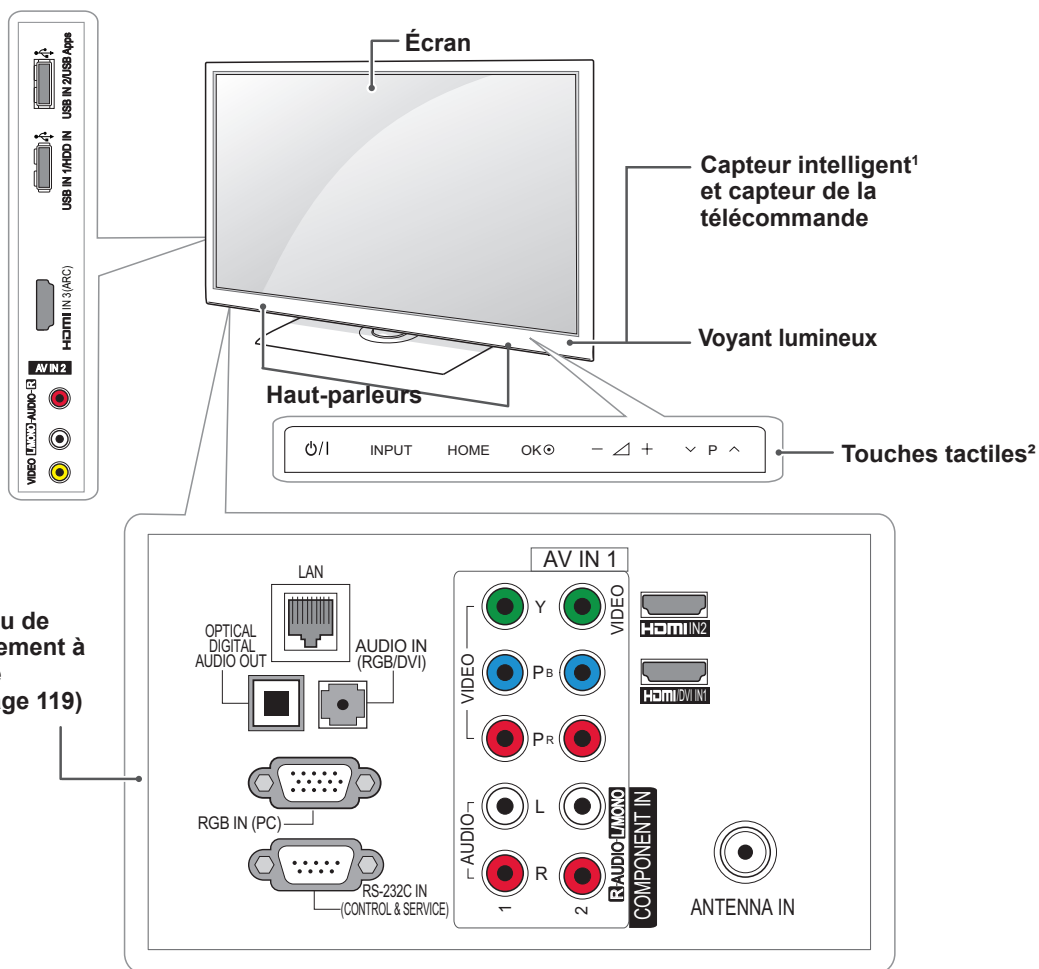 Écran
USB IN 2/USB Apps
USB IN 1/HDD IN
HDMI IN 3(ARC)
AV IN 2
VIDEO L/MONO-AUDIO-R
Capteur intelligent¹
et capteur de la
télécommande
Voyant lumineux
Haut-parleurs
⏻/I INPUT HOME OK⊙ − ⊿ + ∨ P ∧
Touches tactiles²
u de
ement à
ge 119)
LAN
OPTICAL
DIGITAL
AUDIO OUT
AUDIO IN
(RGB/DVI)
RGB IN (PC)
RS-232C IN
(CONTROL & SERVICE)
AV IN 1
VIDEO
Y
PB
PR
AUDIO
L
R
1
2
VIDEO
R-AUDIO-L/MONO
COMPONENT IN
HDMI IN2
HDMI/DVI IN1
ANTENNA IN